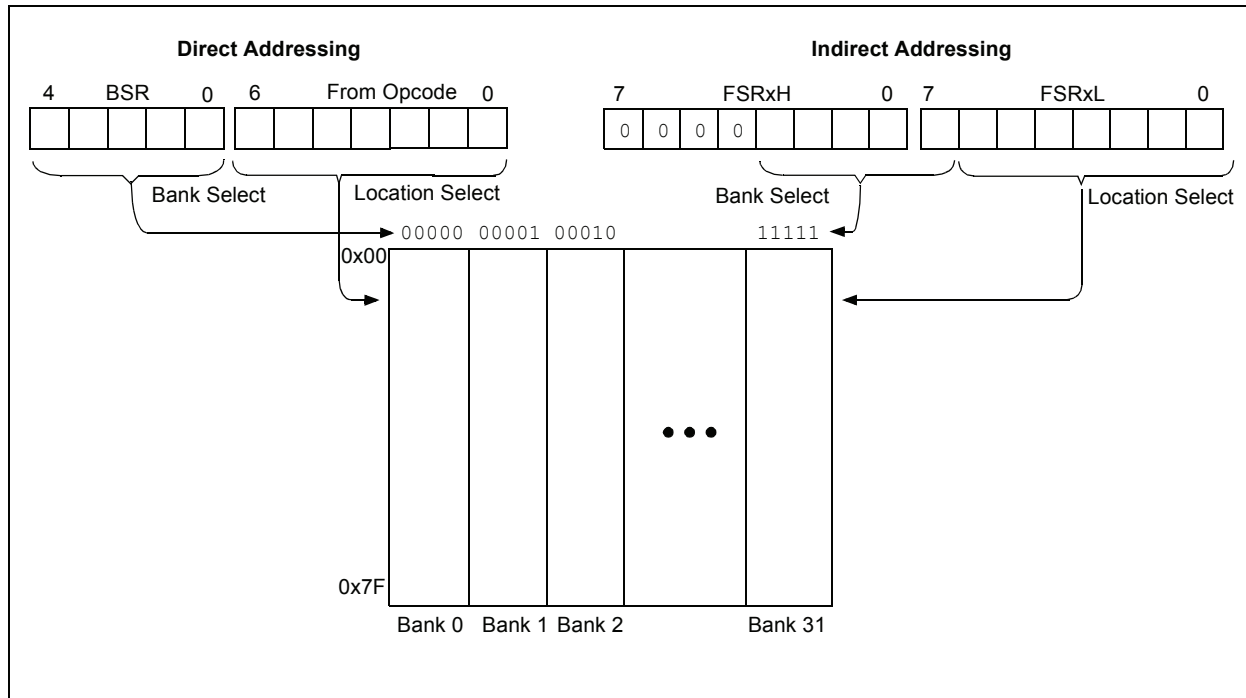 Direct Addressing Indirect Addressing
4 BSR 0 6 From Opcode 0 7 FSRxH 0 7 FSRxL 0
0 0 0 0
Bank Select Location Select Bank Select Location Select
00000 00001 00010 11111
0x00
0x7F
Bank 0 Bank 1 Bank 2 Bank 31